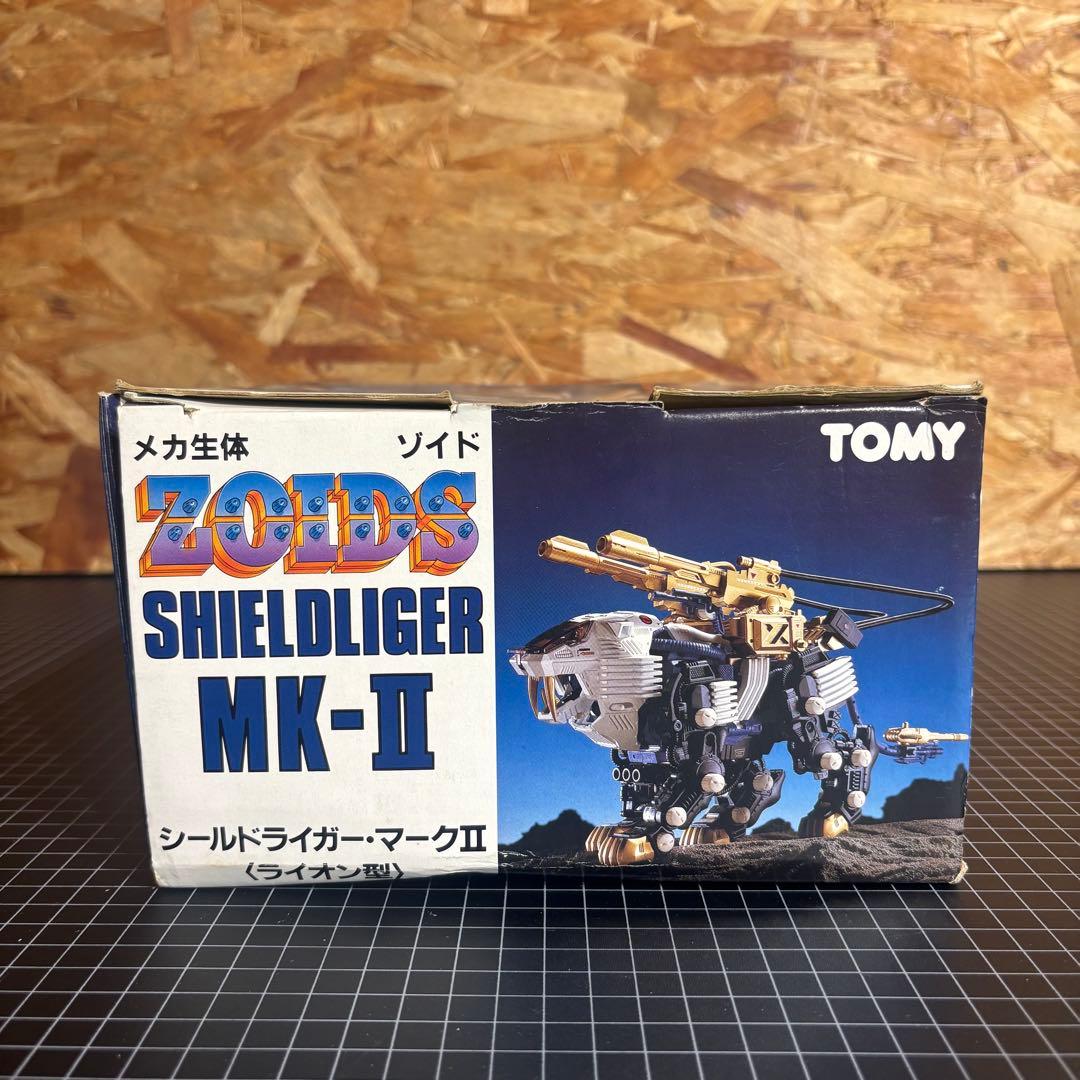 メカ生体 ゾイド
ZOIDS
SHIELDLIGER
MK-II
シールドライガー・マークII
〈ライオン型〉
TOMY